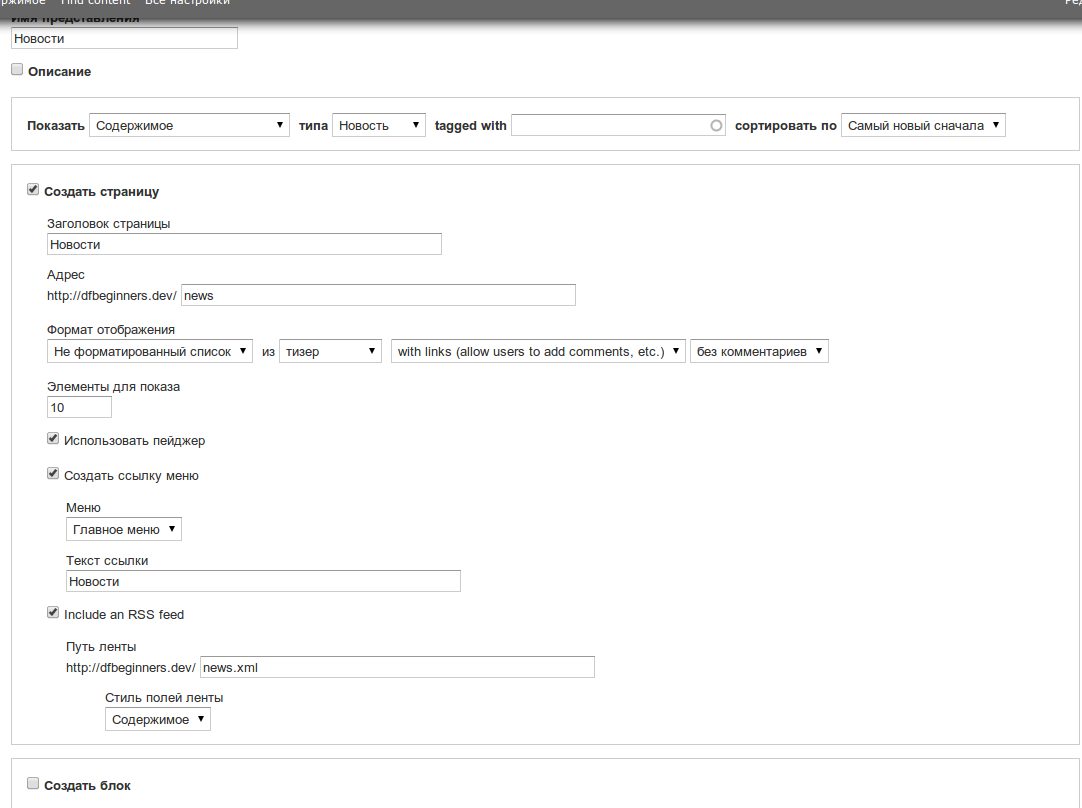 Find content Все настройки
Имя представления
Новости
Описание
Показать Содержимое типа Новость tagged with сортировать по Самый новый сначала
Создать страницу
Заголовок страницы
Новости
Адрес
http://dfbeginners.dev/ news
Формат отображения
Не форматированный список из тизер with links (allow users to add comments, etc.) без комментариев
Элементы для показа
10
Использовать пейджер
Создать ссылку меню
Меню
Главное меню
Текст ссылки
Новости
Include an RSS feed
Путь ленты
http://dfbeginners.dev/ news.xml
Стиль полей ленты
Содержимое
Создать блок